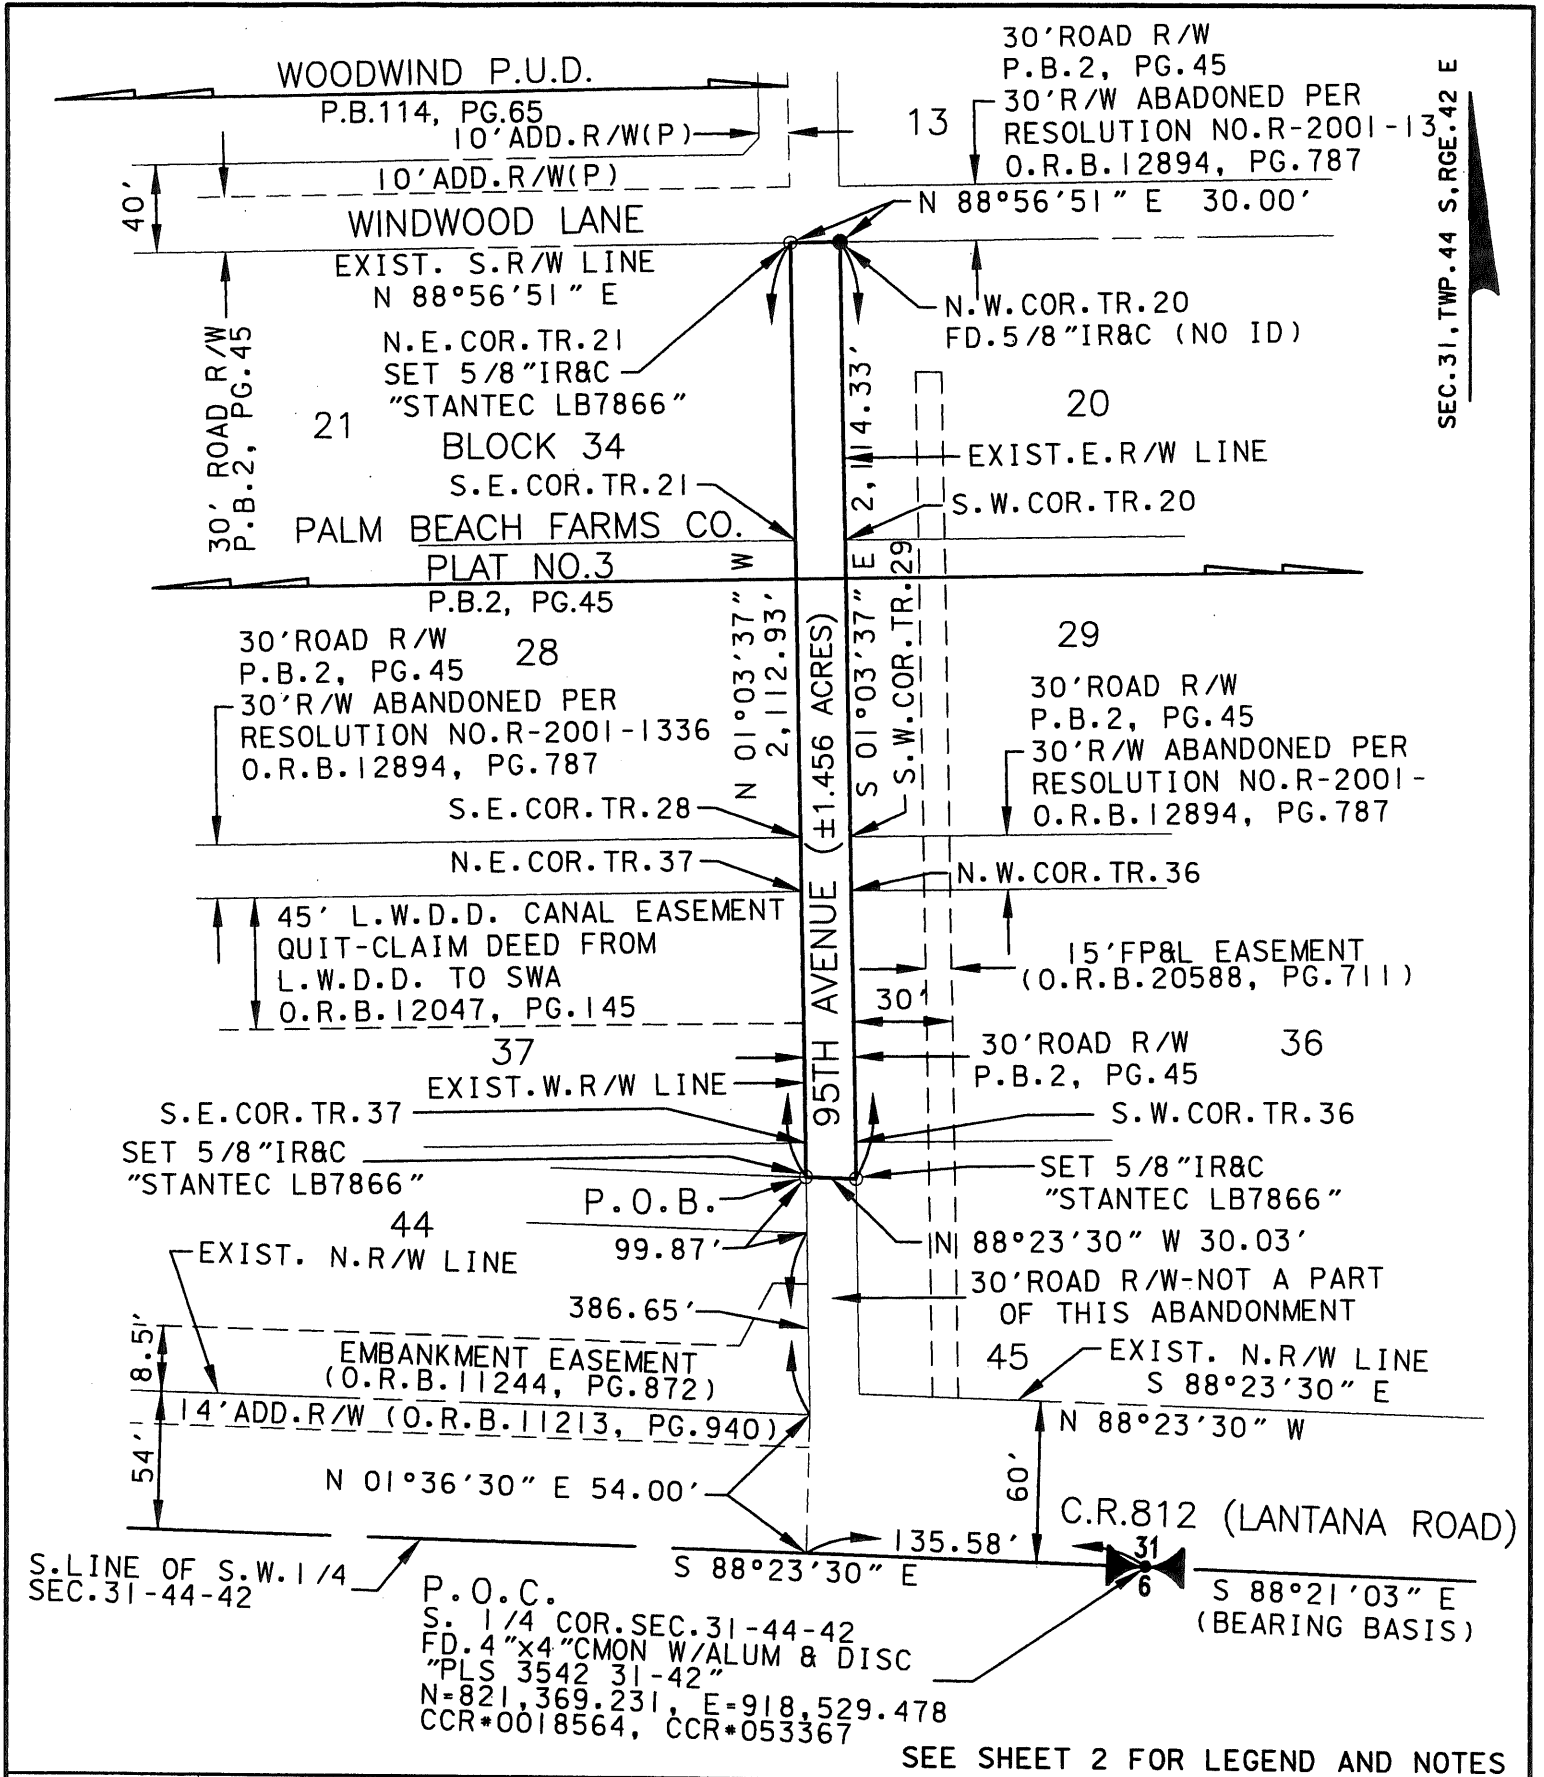 WOODWIND P.U.D.
P.B.114, PG.65
10'ADD.R/W(P)
10'ADD.R/W(P)
40'
WINDWOOD LANE
EXIST. S.R/W LINE
N 88°56'51" E
30'ROAD R/W
P.B.2, PG.45
30'R/W ABADONED PER
RESOLUTION NO.R-2001-13
O.R.B.12894, PG.787
13
N 88°56'51" E 30.00'
SEC.31,TWP.44 S,RGE.42 E
N.E.COR.TR.21
SET 5/8"IR&C
"STANTEC LB7866"
N.W.COR.TR.20
FD.5/8"IR&C (NO ID)
30' ROAD R/W
P.B.2, PG.45
21
BLOCK 34
20
2,114.33'
EXIST.E.R/W LINE
S.E.COR.TR.21
S.W.COR.TR.20
PALM BEACH FARMS CO.
PLAT NO.3
P.B.2, PG.45
N 01°03'37" W
2,112.93'
S 01°03'37" E
S.W.COR.TR.29
95TH AVENUE (±1.456 ACRES)
28
30'ROAD R/W
P.B.2, PG.45
30'R/W ABANDONED PER
RESOLUTION NO.R-2001-1336
O.R.B.12894, PG.787
29
30'ROAD R/W
P.B.2, PG.45
30'R/W ABANDONED PER
RESOLUTION NO.R-2001-
O.R.B.12894, PG.787
S.E.COR.TR.28
N.E.COR.TR.37
N.W.COR.TR.36
45' L.W.D.D. CANAL EASEMENT
QUIT-CLAIM DEED FROM
L.W.D.D. TO SWA
O.R.B.12047, PG.145
15'FP&L EASEMENT
(O.R.B.20588, PG.711)
30'
37
30'ROAD R/W
P.B.2, PG.45
36
EXIST.W.R/W LINE
S.E.COR.TR.37
S.W.COR.TR.36
SET 5/8"IR&C
"STANTEC LB7866"
SET 5/8"IR&C
"STANTEC LB7866"
P.O.B.
44
99.87'
N 88°23'30" W 30.03'
EXIST. N.R/W LINE
30'ROAD R/W-NOT A PART
OF THIS ABANDONMENT
386.65'
8.5'
EMBANKMENT EASEMENT
(O.R.B.11244, PG.872)
45
EXIST. N.R/W LINE
S 88°23'30" E
14'ADD.R/W (O.R.B.11213, PG.940)
N 88°23'30" W
54'
N 01°36'30" E 54.00'
60'
C.R.812 (LANTANA ROAD)
135.58'
31
6
S 88°23'30" E
S.LINE OF S.W.1/4
SEC.31-44-42
S 88°21'03" E
(BEARING BASIS)
P.O.C.
S. 1/4 COR.SEC.31-44-42
FD.4"x4"CMON W/ALUM & DISC
"PLS 3542 31-42"
N=821,369.231, E=918,529.478
CCR#0018564, CCR#053367
SEE SHEET 2 FOR LEGEND AND NOTES